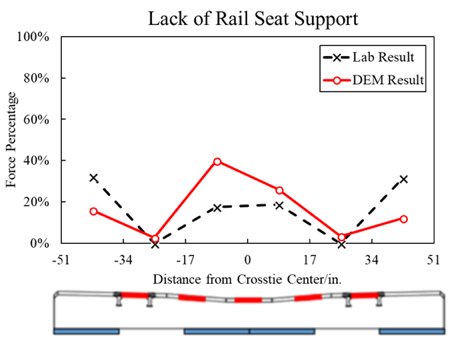 Lack of Rail Seat Support
100%
80%
60%
40%
20%
0%
Force Percentage
Lab Result
DEM Result
-51 -34 -17 0 17 34 51
Distance from Crosstie Center/in.